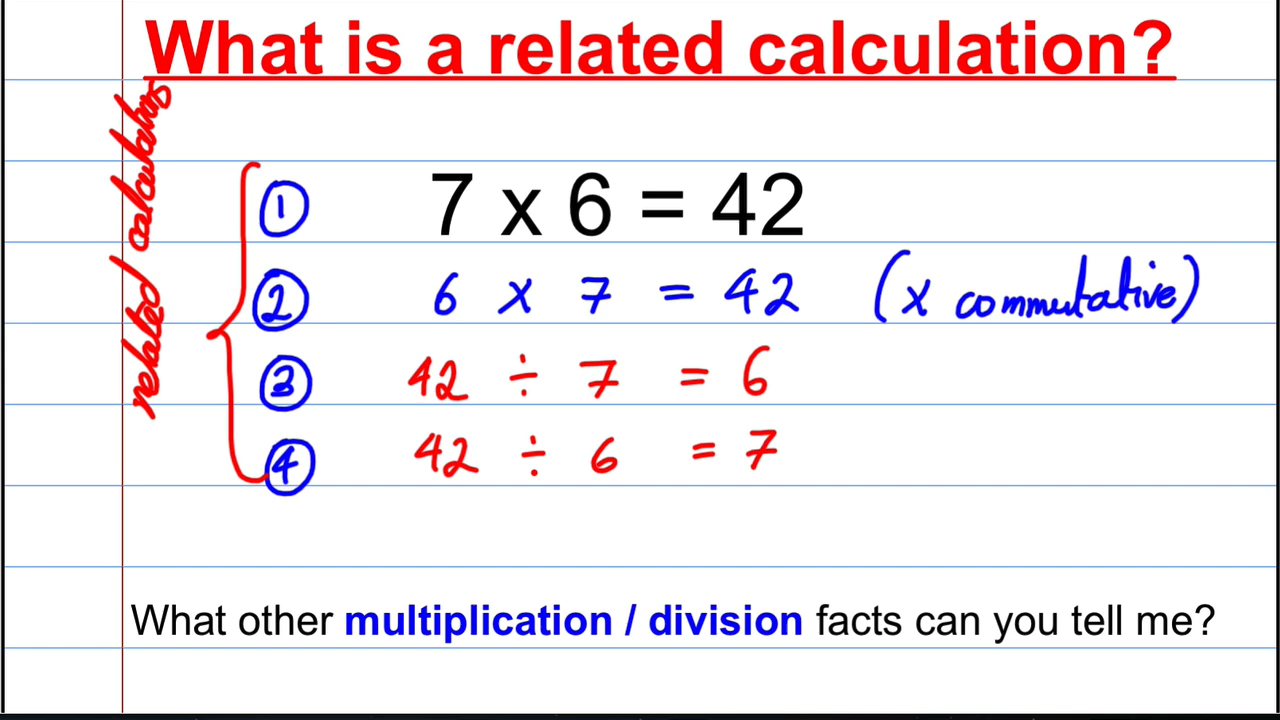 What is a related calculation?
related calculations
① 7 x 6 = 42
② 6 x 7 = 42 (x commutative)
③ 42 ÷ 7 = 6
④ 42 ÷ 6 = 7
What other multiplication / division facts can you tell me?